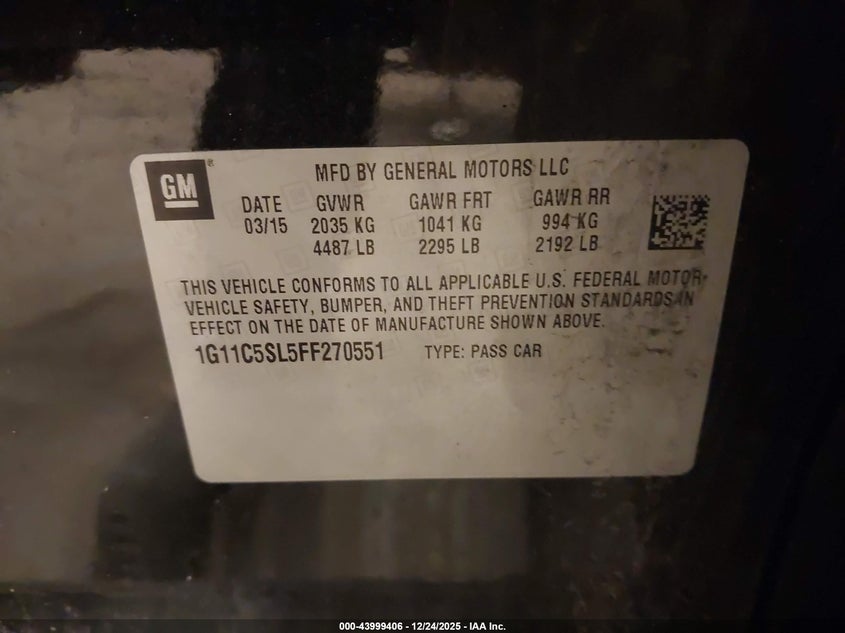 GM®
MFD BY GENERAL MOTORS LLC
DATE GVWR GAWR FRT GAWR RR
03/15 2035 KG 1041 KG 994 KG
4487 LB 2295 LB 2192 LB
THIS VEHICLE CONFORMS TO ALL APPLICABLE U.S. FEDERAL MOTOR
VEHICLE SAFETY, BUMPER, AND THEFT PREVENTION STANDARDS IN
EFFECT ON THE DATE OF MANUFACTURE SHOWN ABOVE.
1G11C5SL5FF270551 TYPE: PASS CAR
000-43999406 - 12/24/2025 - IAA Inc.